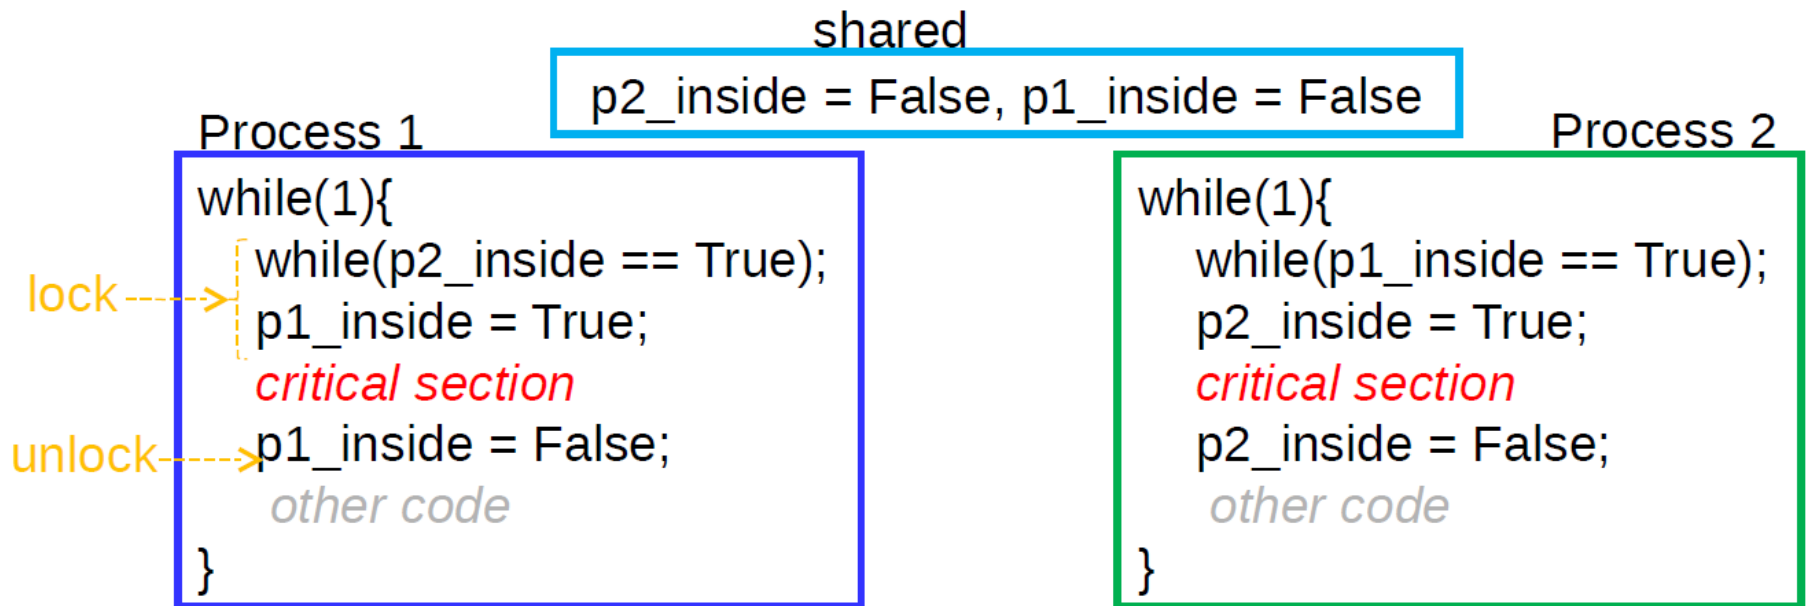 shared
p2_inside = False, p1_inside = False
Process 1
while(1){
while(p2_inside == True);
p1_inside = True;
critical section
p1_inside = False;
other code
}
lock
unlock
Process 2
while(1){
while(p1_inside == True);
p2_inside = True;
critical section
p2_inside = False;
other code
}